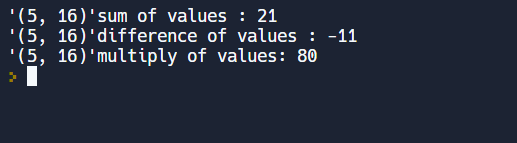 '(5, 16)'sum of values : 21
'(5, 16)'difference of values : -11
'(5, 16)'multiply of values: 80
>